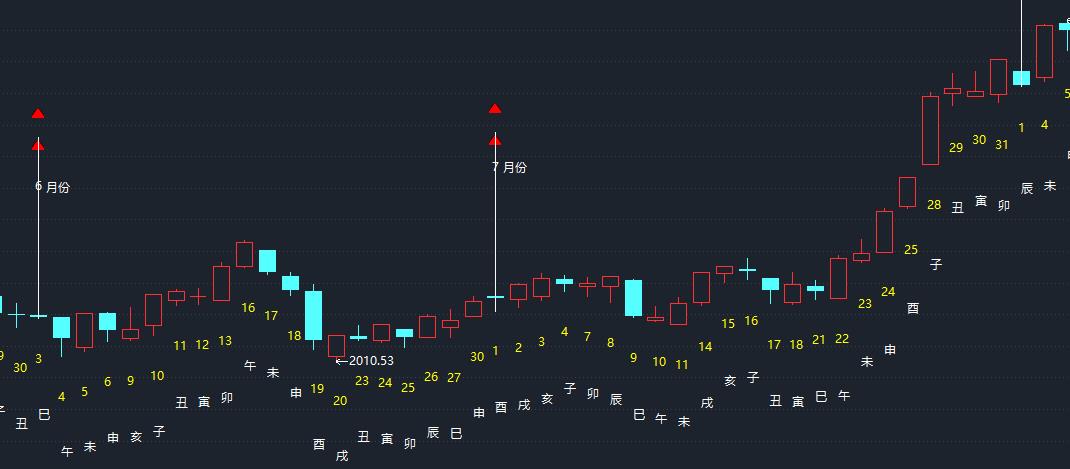 6 月份
7 月份
←2010.53
30 3 4 5 6 9 10 11 12 13 16 17 18 19 20 23 24 25 26 27 30 1 2 3 4 7 8 9 10 11 14 15 16 17 18 21 22 23 24 25 28 29 30 31 1 4
丑 巳 午 未 申 亥 子 丑 寅 卯 午 未 申 酉 戌 丑 寅 卯 辰 巳 申 酉 戌 亥 子 卯 辰 巳 午 未 戌 亥 子 丑 寅 巳 午 未 申 酉 子 丑 寅 卯 辰 未